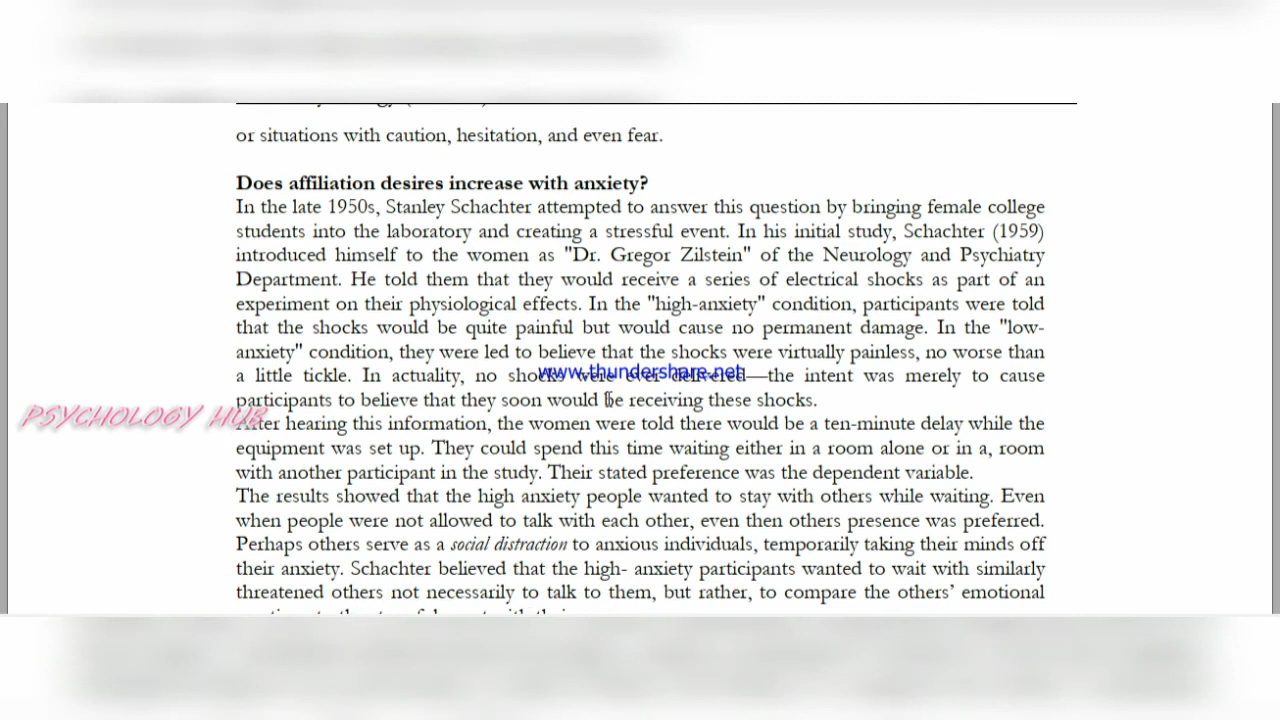 or situations with caution, hesitation, and even fear.
Does affiliation desires increase with anxiety?
In the late 1950s, Stanley Schachter attempted to answer this question by bringing female college
students into the laboratory and creating a stressful event. In his initial study, Schachter (1959)
introduced himself to the women as "Dr. Gregor Zilstein" of the Neurology and Psychiatry
Department. He told them that they would receive a series of electrical shocks as part of an
experiment on their physiological effects. In the "high-anxiety" condition, participants were told
that the shocks would be quite painful but would cause no permanent damage. In the "low-
anxiety" condition, they were led to believe that the shocks were virtually painless, no worse than
a little tickle. In actuality, no shocks were ever delivered—the intent was merely to cause
www.thundershare.net
participants to believe that they soon would be receiving these shocks.
PSYCHOLOGY HUB
After hearing this information, the women were told there would be a ten-minute delay while the
equipment was set up. They could spend this time waiting either in a room alone or in a, room
with another participant in the study. Their stated preference was the dependent variable.
The results showed that the high anxiety people wanted to stay with others while waiting. Even
when people were not allowed to talk with each other, even then others presence was preferred.
Perhaps others serve as a social distraction to anxious individuals, temporarily taking their minds off
their anxiety. Schachter believed that the high- anxiety participants wanted to wait with similarly
threatened others not necessarily to talk to them, but rather, to compare the others' emotional